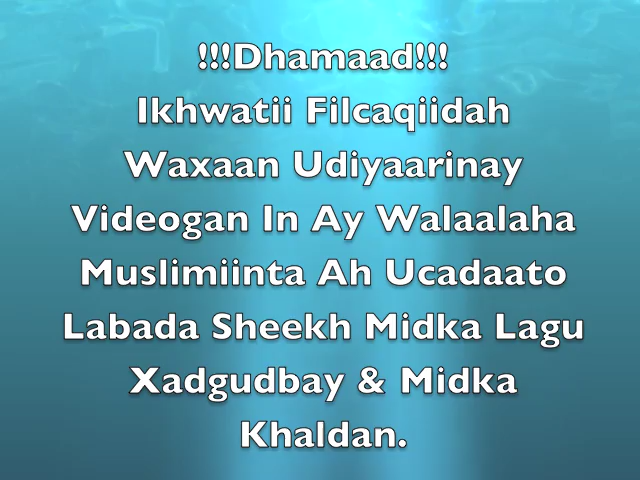 !!!Dhamaad!!!
Ikhwatii Filcaqiidah
Waxaan Udiyaarinay
Videogan In Ay Walaalaha
Muslimiinta Ah Ucadaato
Labada Sheekh Midka Lagu
Xadgudbay & Midka
Khaldan.